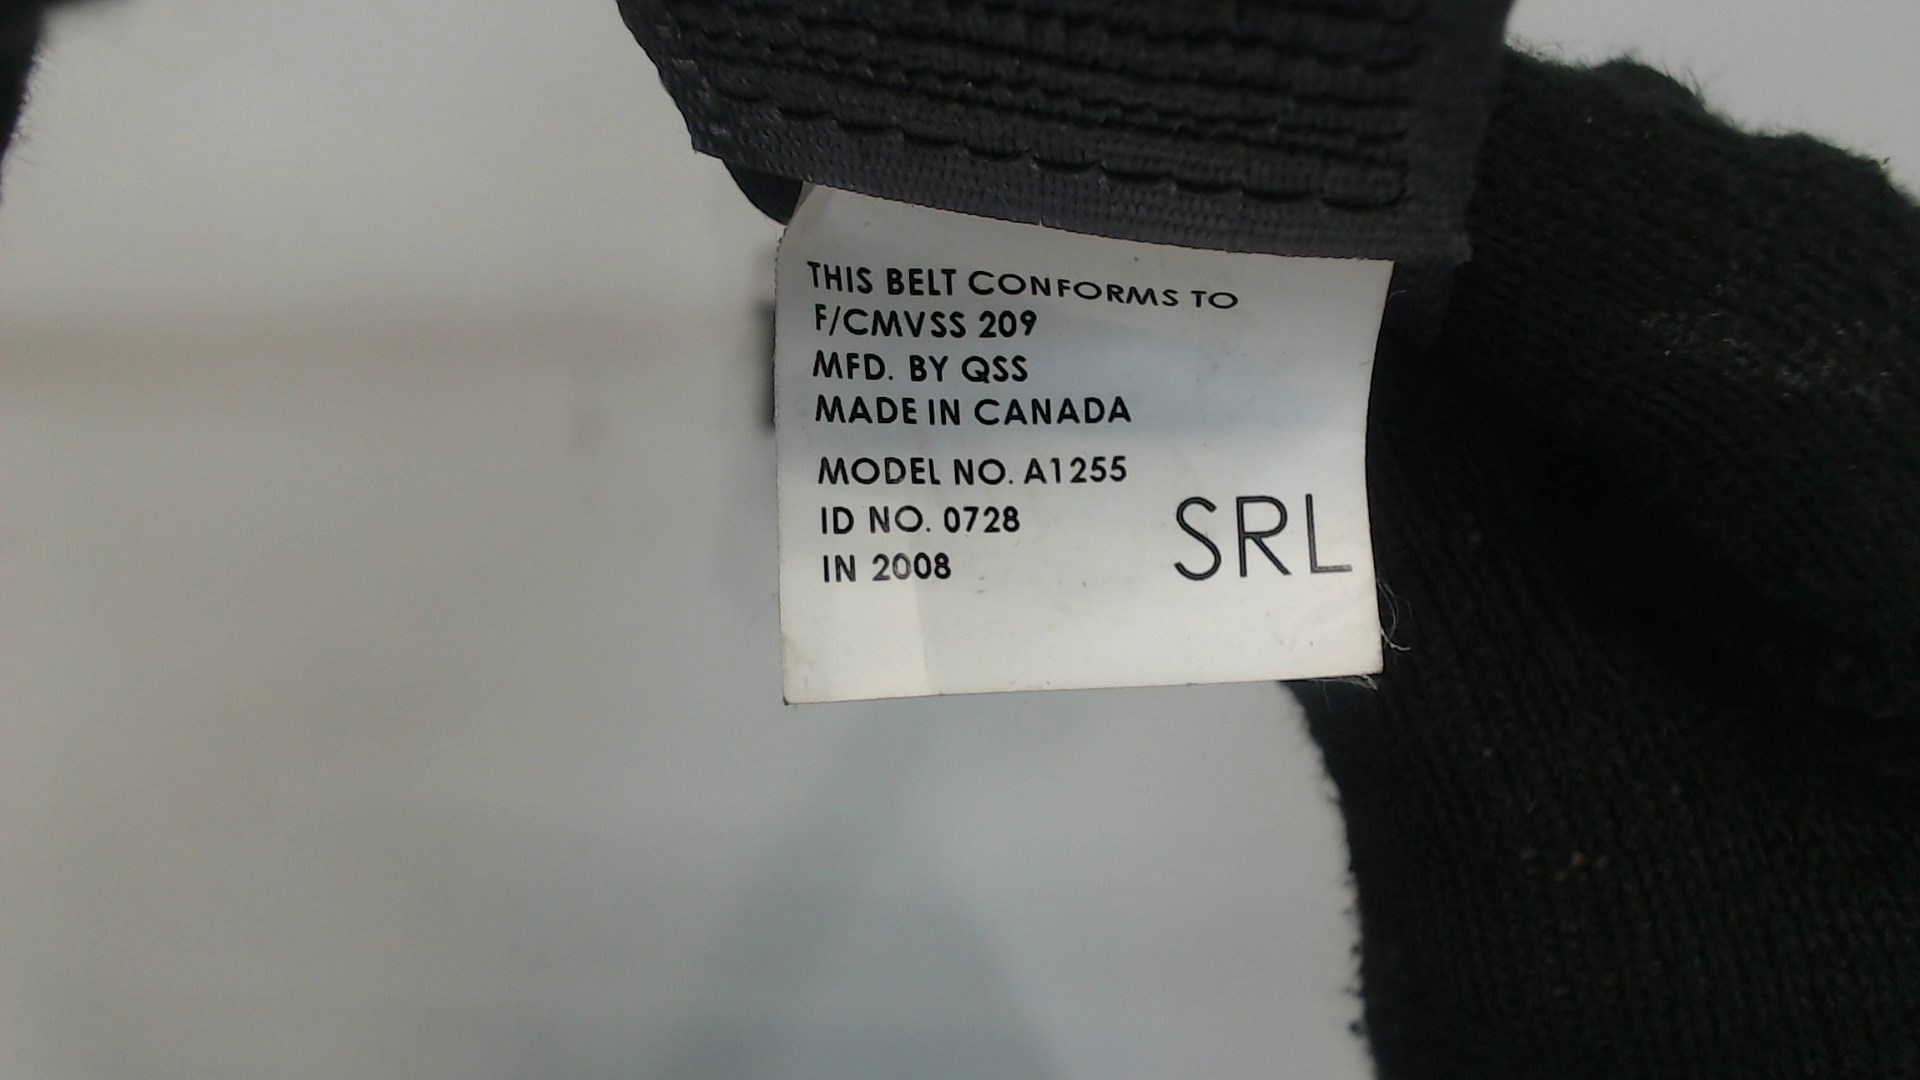 THIS BELT CONFORMS TO
F/CMVSS 209
MFD. BY QSS
MADE IN CANADA
MODEL NO. A1255
ID NO. 0728
IN 2008
SRL